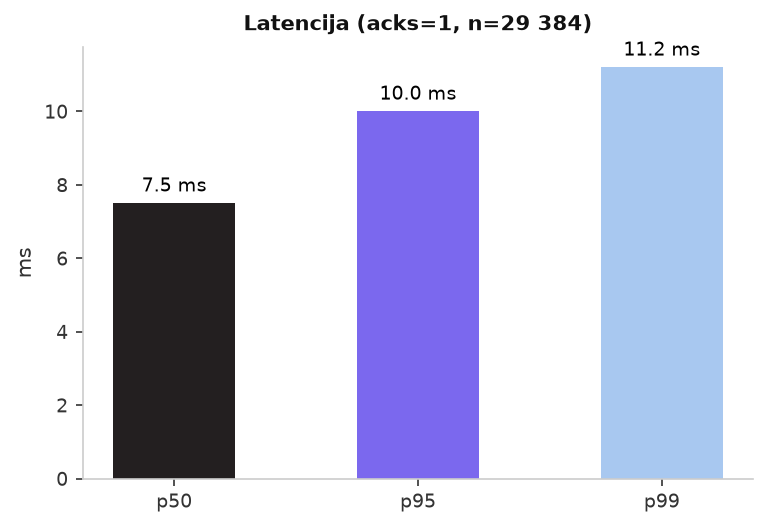 Latencija (acks=1, n=29 384)
11.2 ms
10.0 ms
7.5 ms
ms
10
8
6
4
2
0
p50
p95
p99